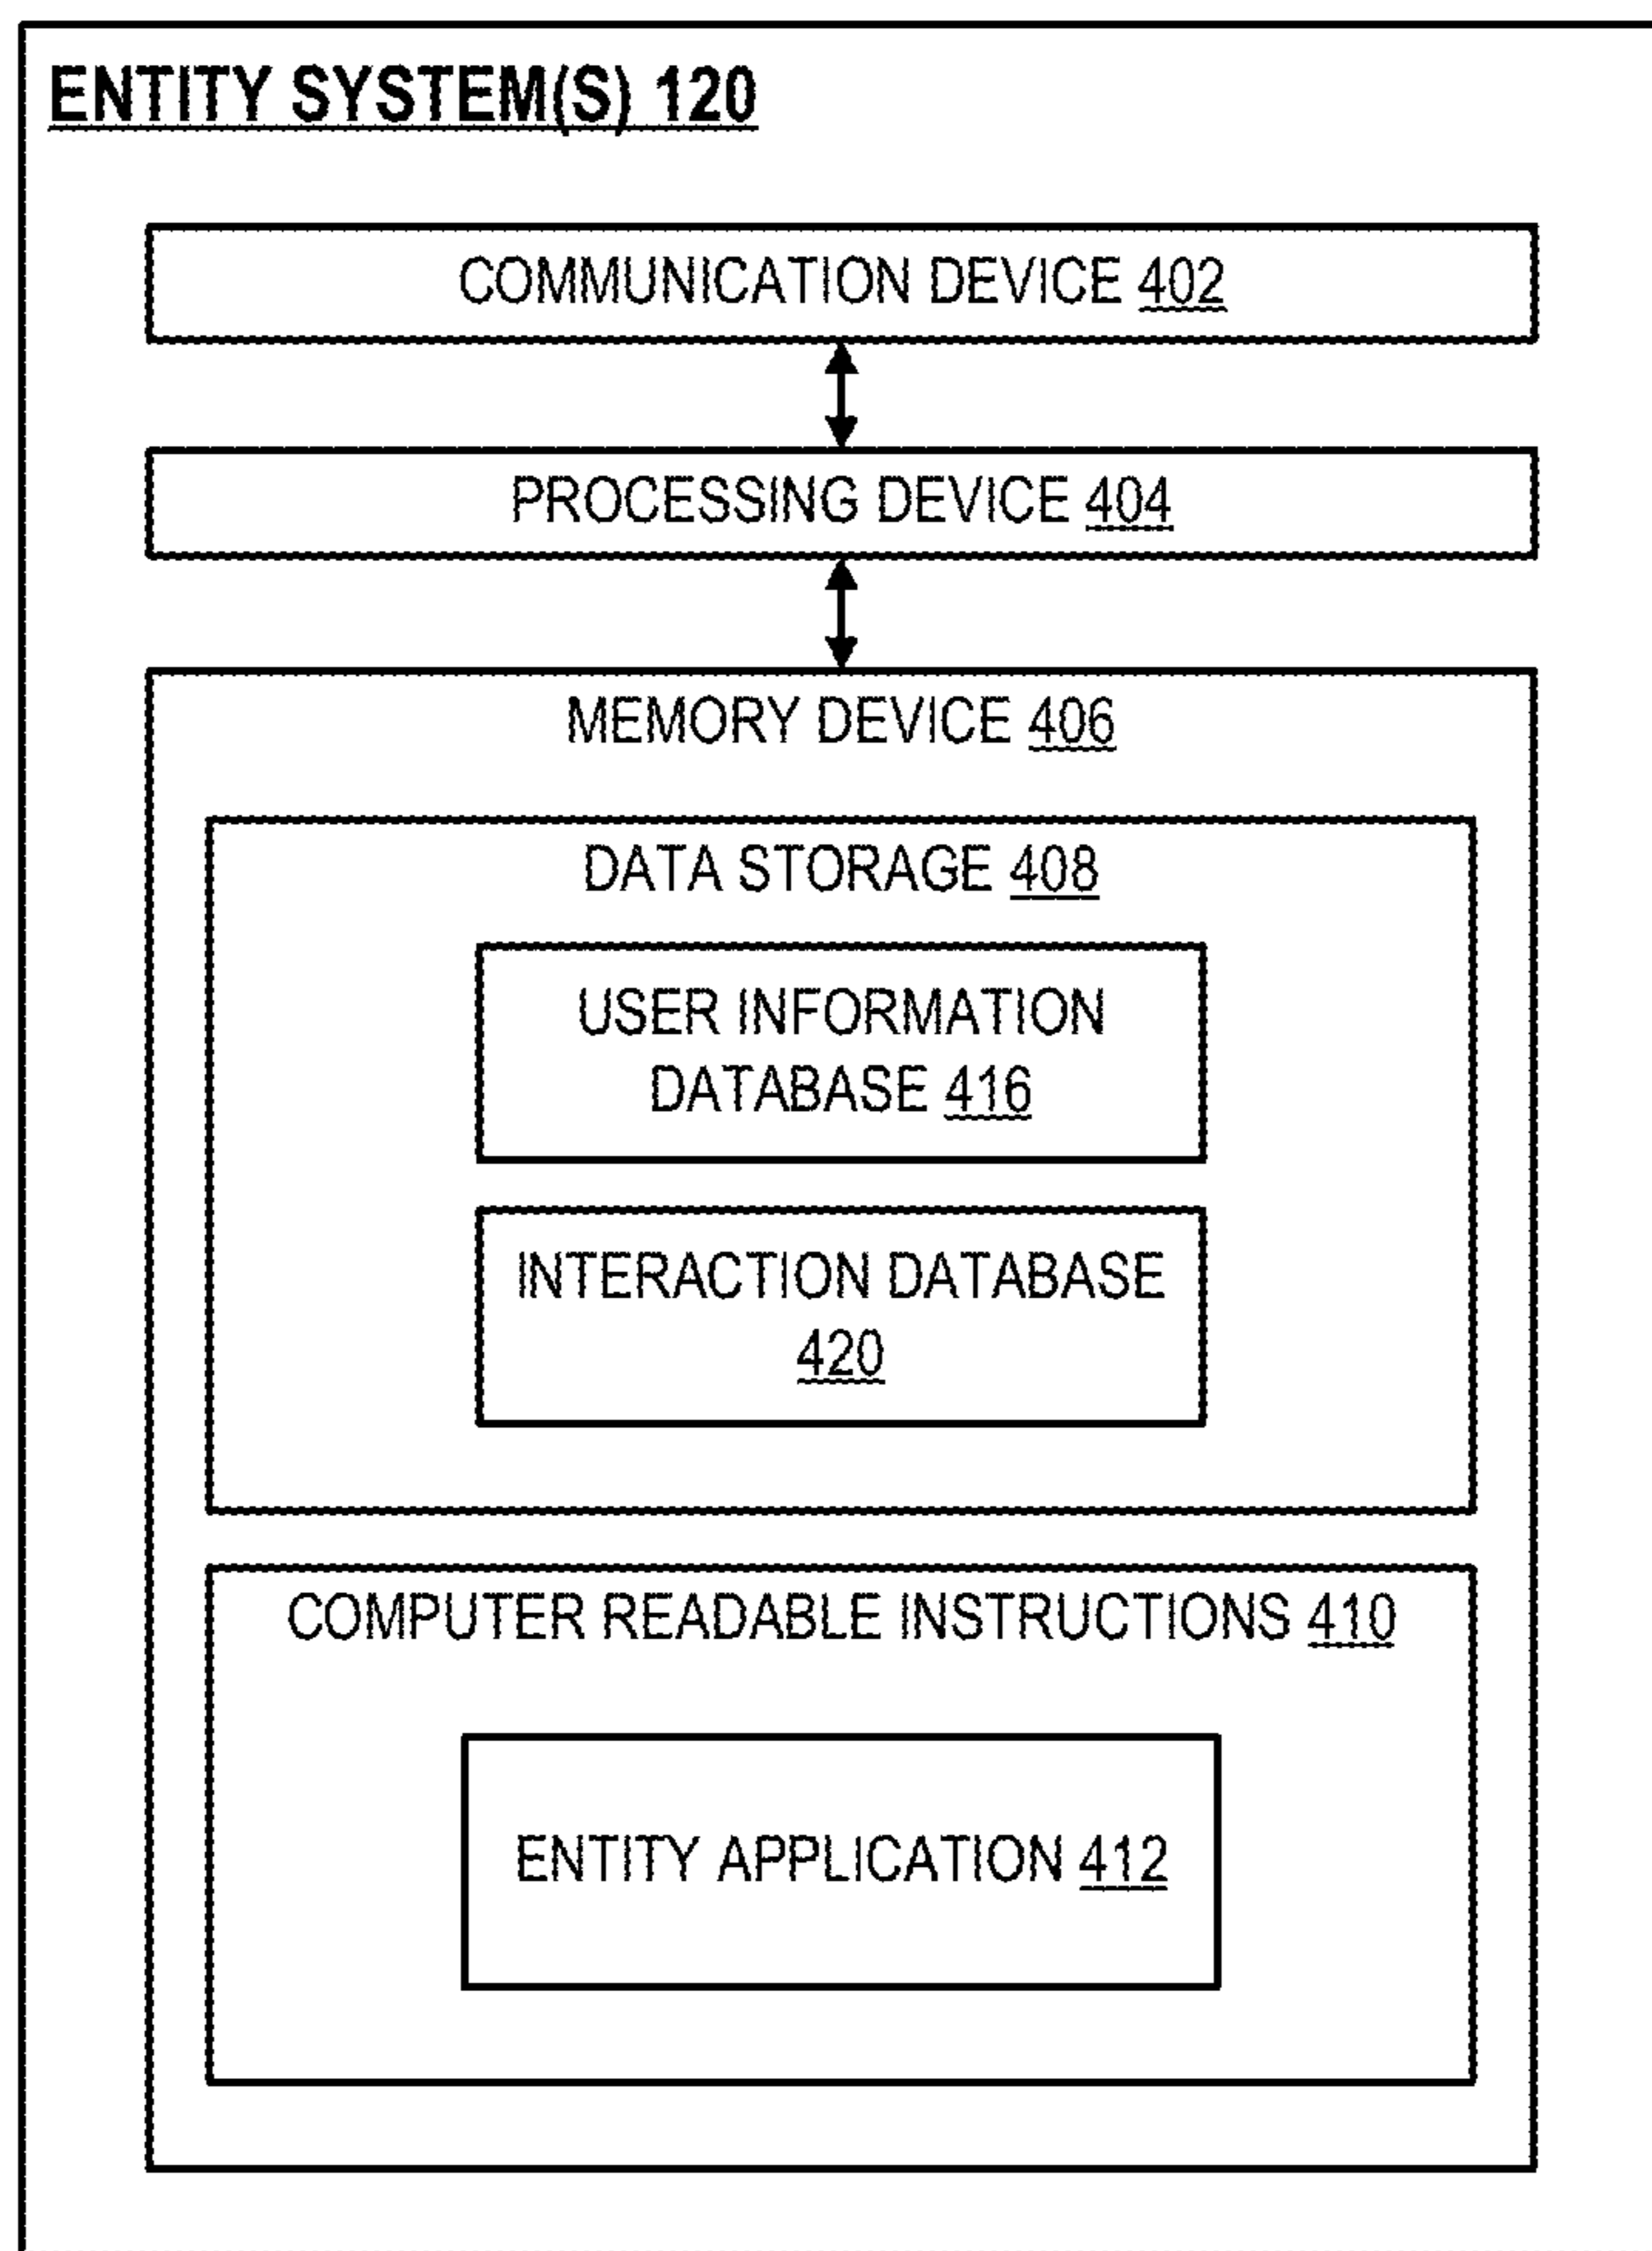 ENTITY SYSTEM(S) 120
COMMUNICATION DEVICE 402
PROCESSING DEVICE 404
MEMORY DEVICE 406
DATA STORAGE 408
USER INFORMATION
DATABASE 416
INTERACTION DATABASE
420
COMPUTER READABLE INSTRUCTIONS 410
ENTITY APPLICATION 412